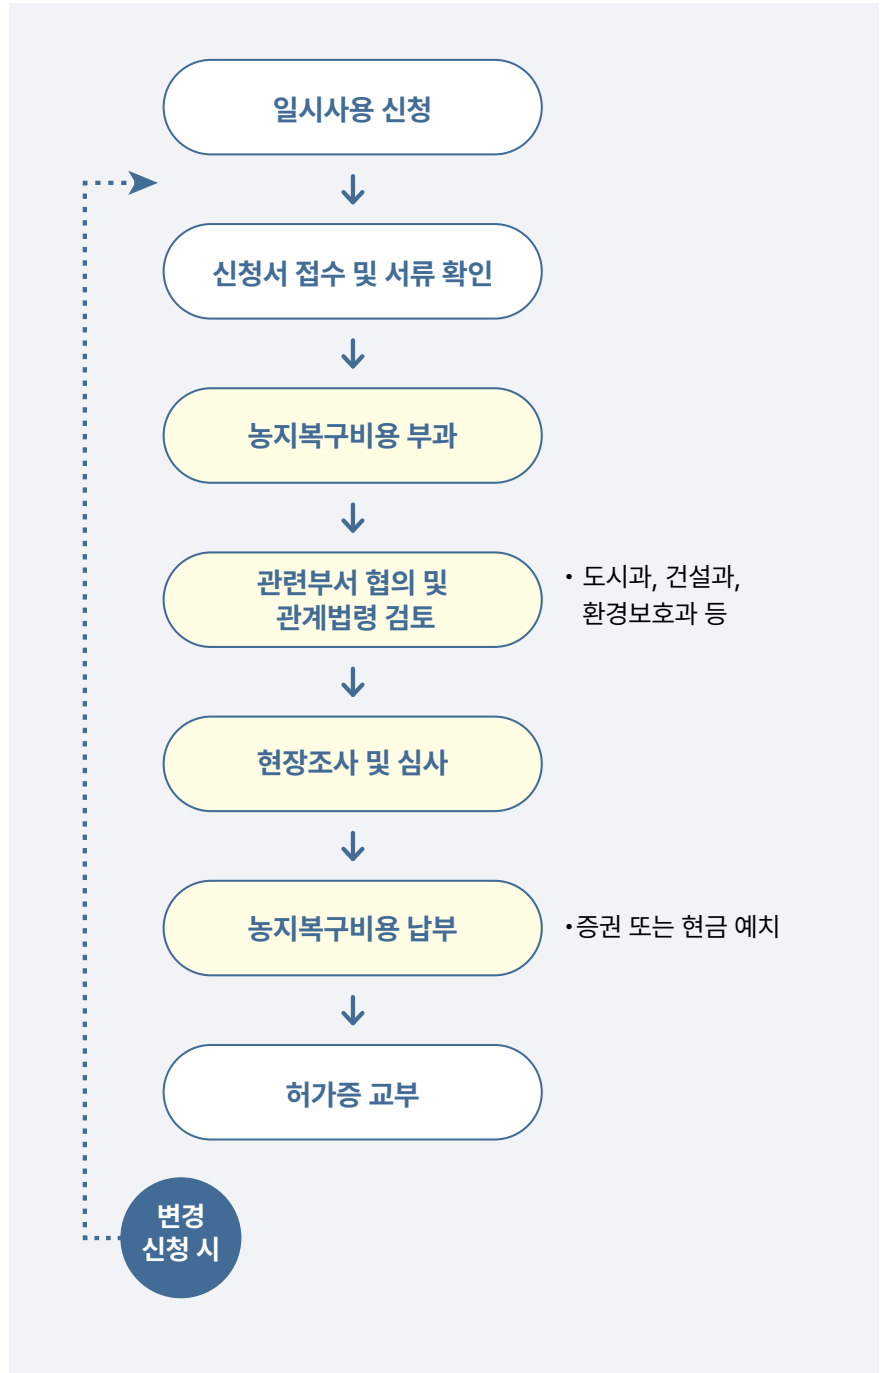 일시사용 신청
신청서 접수 및 서류 확인
농지복구비용 부과
관련부서 협의 및
관계법령 검토
· 도시과, 건설과,
환경보호과 등
현장조사 및 심사
농지복구비용 납부
·증권 또는 현금 예치
허가증 교부
변경
신청 시